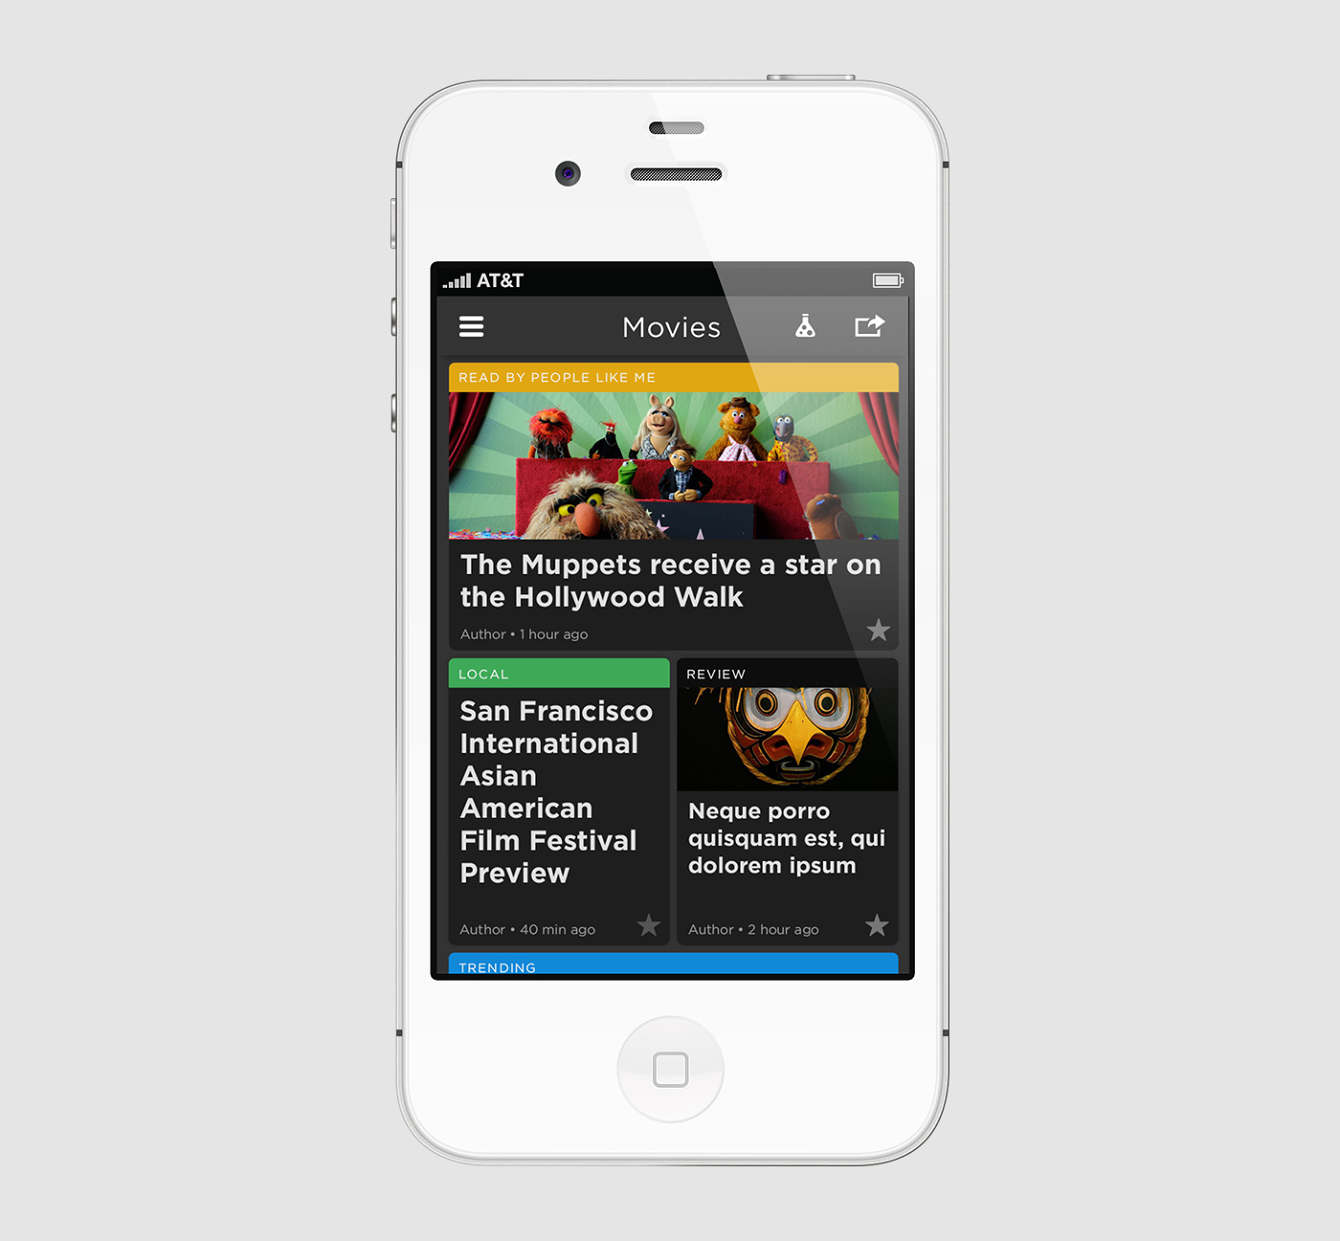 AT&T
Movies
READ BY PEOPLE LIKE ME
The Muppets receive a star on
the Hollywood Walk
Author • 1 hour ago
LOCAL
San Francisco
International
Asian
American
Film Festival
Preview
Author • 40 min ago
REVIEW
Neque porro
quisquam est, qui
dolorem ipsum
Author • 2 hour ago
TRENDING